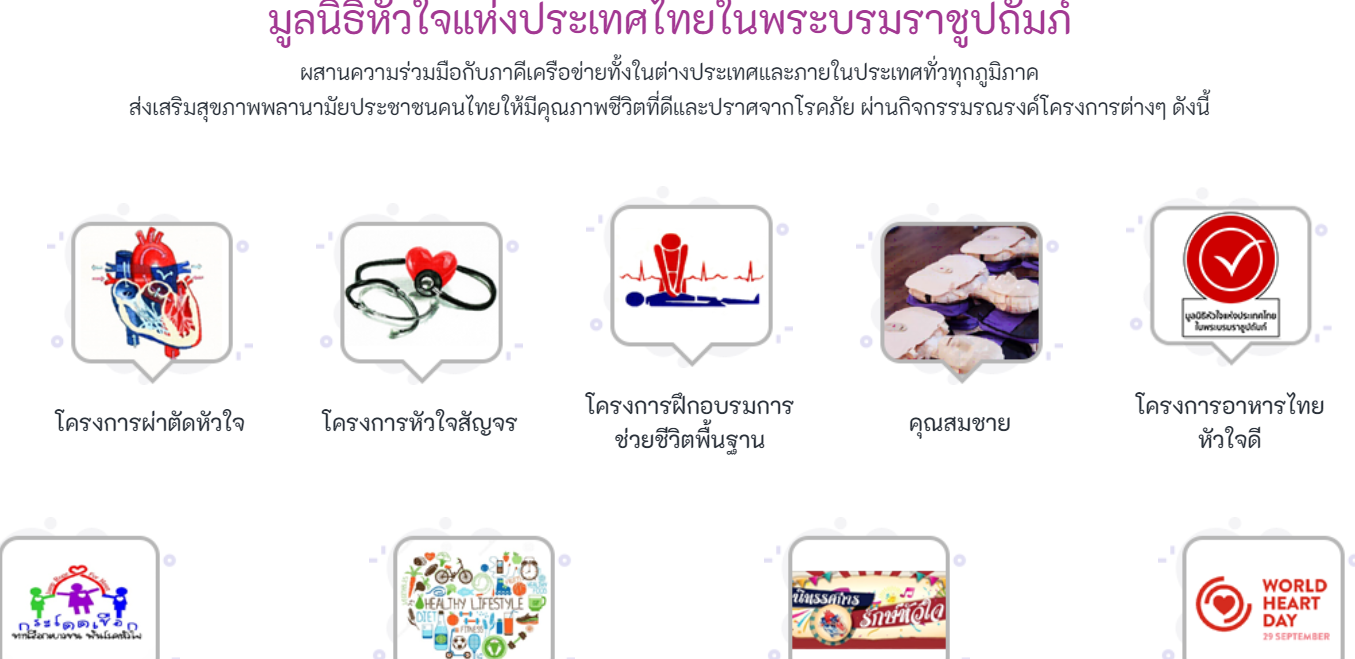 มูลนิธิหัวใจแห่งประเทศไทยในพระบรมราชูปถัมภ์
ผสานความร่วมมือกับภาคีเครือข่ายทั้งในต่างประเทศและภายในประเทศทั่วทุกภูมิภาค
ส่งเสริมสุขภาพพลานามัยประชาชนคนไทยให้มีคุณภาพชีวิตที่ดีและปราศจากโรคภัย ผ่านกิจกรรมรณรงค์โครงการต่างๆ ดังนี้
มูลนิธิหัวใจแห่งประเทศไทย
ในพระบรมราชูปถัมภ์
โครงการผ่าตัดหัวใจ
โครงการหัวใจสัญจร
โครงการฝึกอบรมการ
ช่วยชีวิตพื้นฐาน
คุณสมชาย
โครงการอาหารไทย
หัวใจดี
Jump Rope For Heart
กระโดดเชือก
HEALTHY LIFESTYLE
DIET
FITNESS
HEALTHY
FOOD
นิทรรศการ
รักษ์หัวใจ
WORLD
HEART
DAY
29 SEPTEMBER